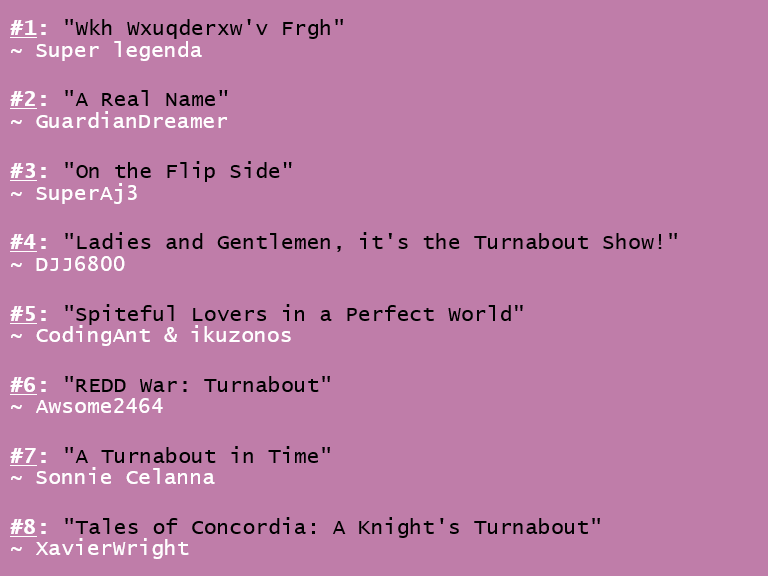 #1: "Wkh Wxuqderxw'v Frgh"
~ Super legenda
#2: "A Real Name"
~ GuardianDreamer
#3: "On the Flip Side"
~ SuperAj3
#4: "Ladies and Gentlemen, it's the Turnabout Show!"
~ DJJ6800
#5: "Spiteful Lovers in a Perfect World"
~ CodingAnt & ikuzonos
#6: "REDD War: Turnabout"
~ Awsome2464
#7: "A Turnabout in Time"
~ Sonnie Celanna
#8: "Tales of Concordia: A Knight's Turnabout"
~ XavierWright